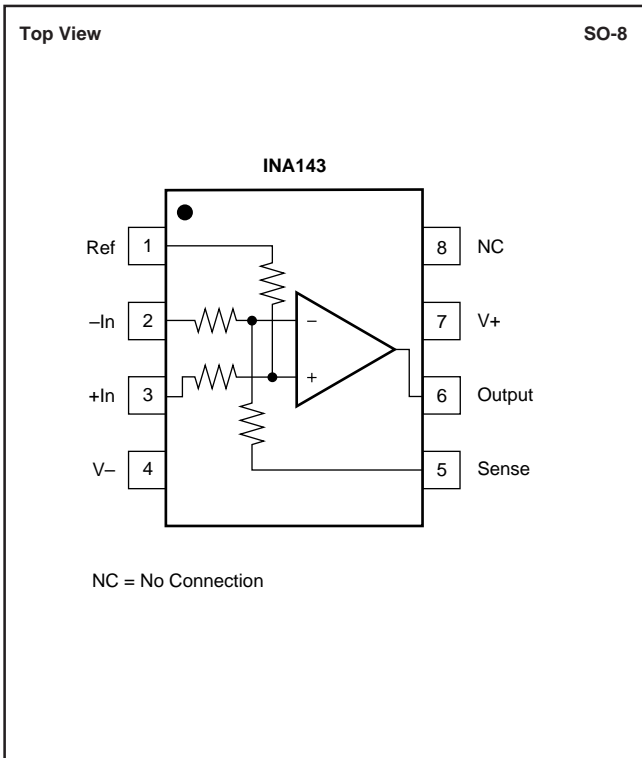 Top View SO-8
INA143
Ref 1 8 NC
–In 2 – 7 V+
+In 3 + 6 Output
V– 4 5 Sense
NC = No Connection